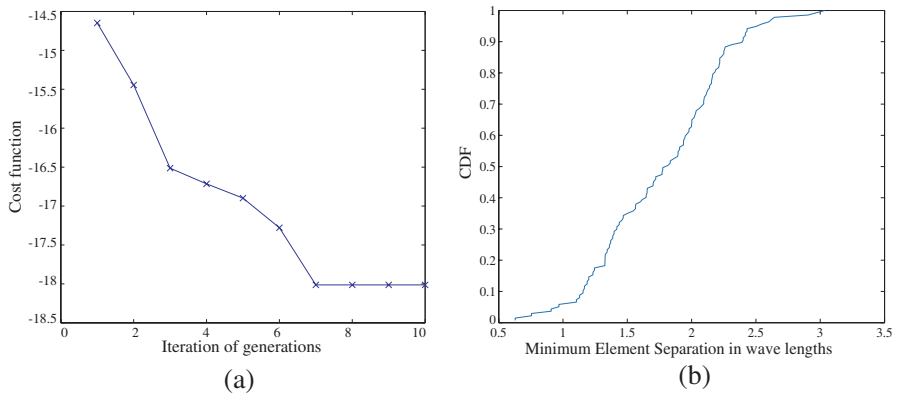 -14.5
-15
-15.5
-16
-16.5
-17
-17.5
-18
-18.5
0 2 4 6 8 10
Cost function
Iteration of generations
(a)
1
0.9
0.8
0.7
0.6
0.5
0.4
0.3
0.2
0.1
0
0.5 1 1.5 2 2.5 3 3.5
CDF
Minimum Element Separation in wave lengths
(b)